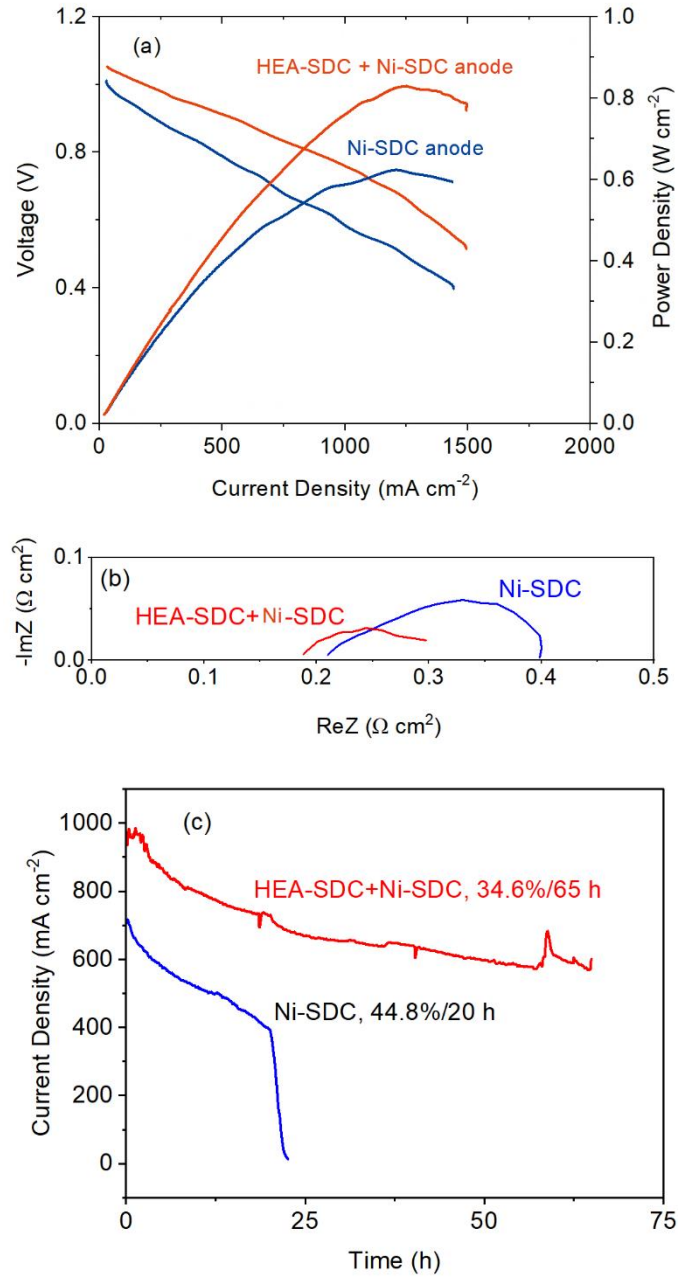 (a)
HEA-SDC + Ni-SDC anode
Ni-SDC anode
Voltage (V)
1.2
0.8
0.4
0.0
Power Density (W cm-2)
1.0
0.8
0.6
0.4
0.2
0.0
0 500 1000 1500 2000
Current Density (mA cm-2)
(b)
Ni-SDC
HEA-SDC+Ni-SDC
-ImZ (Ω cm2)
0.1
0.0
0.0 0.1 0.2 0.3 0.4 0.5
ReZ (Ω cm2)
(c)
HEA-SDC+Ni-SDC, 34.6%/65 h
Ni-SDC, 44.8%/20 h
Current Density (mA cm-2)
1000
800
600
400
200
0
0 25 50 75
Time (h)